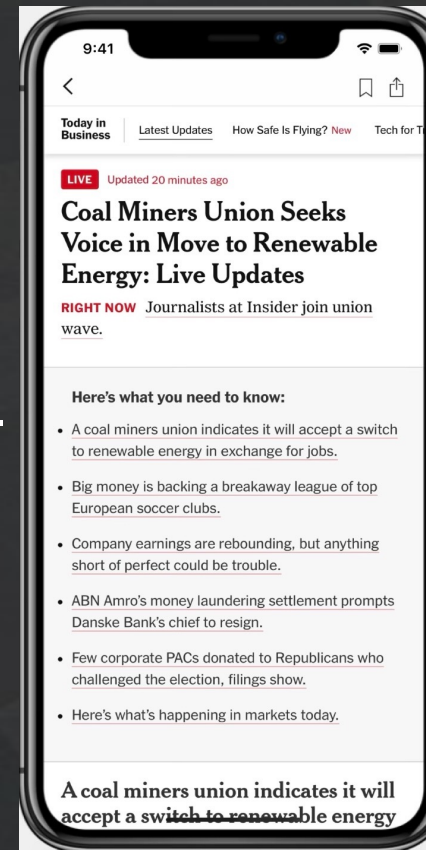 9:41
Today in
Business
Latest Updates
How Safe Is Flying? New
Tech for
LIVE Updated 20 minutes ago
Coal Miners Union Seeks
Voice in Move to Renewable
Energy: Live Updates
RIGHT NOW Journalists at Insider join union
wave.
Here’s what you need to know:
• A coal miners union indicates it will accept a switch
to renewable energy in exchange for jobs.
• Big money is backing a breakaway league of top
European soccer clubs.
• Company earnings are rebounding, but anything
short of perfect could be trouble.
• ABN Amro’s money laundering settlement prompts
Danske Bank’s chief to resign.
• Few corporate PACs donated to Republicans who
challenged the election, filings show.
• Here’s what’s happening in markets today.
A coal miners union indicates it will
accept a switch to renewable energy